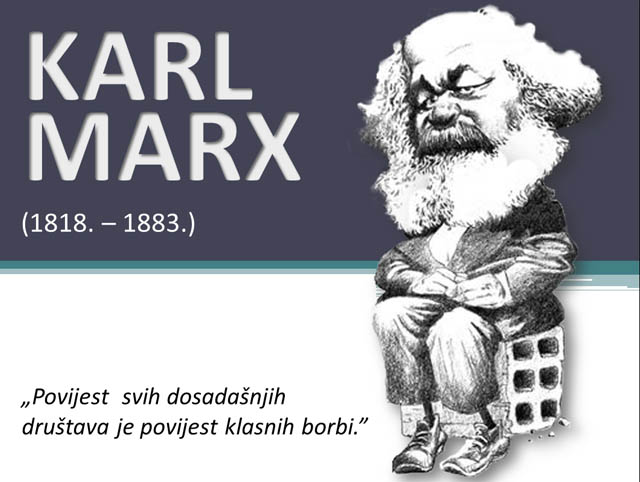 KARL
MARX
(1818. – 1883.)
„Povijest svih dosadašnjih
društava je povijest klasnih borbi.”